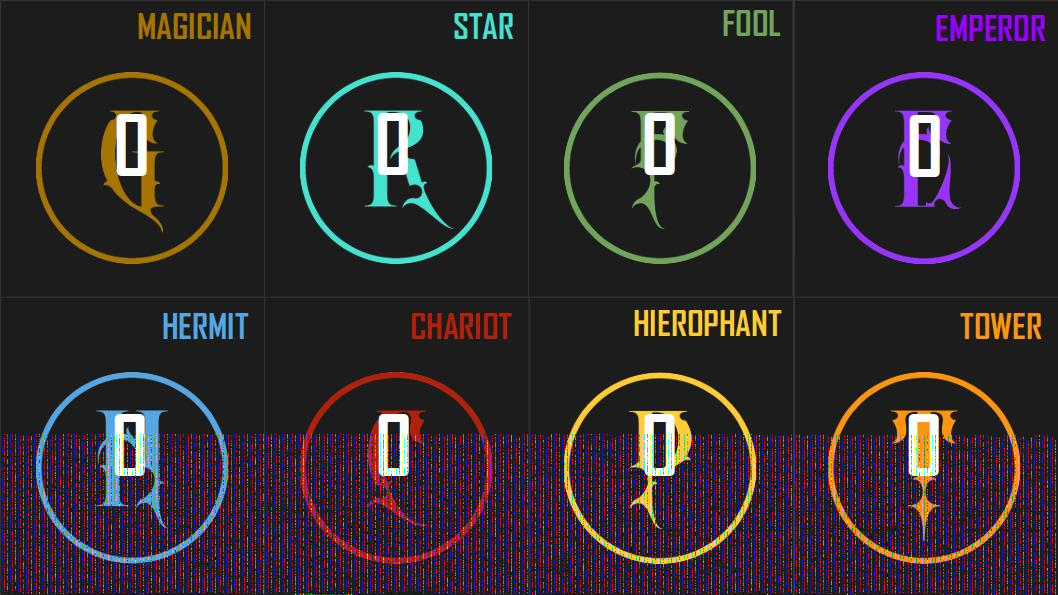 MAGICIAN
STAR
FOOL
EMPEROR
G
0
R
0
F
0
E
0
HERMIT
CHARIOT
HIEROPHANT
TOWER
H
0
C
0
P
0
T
0